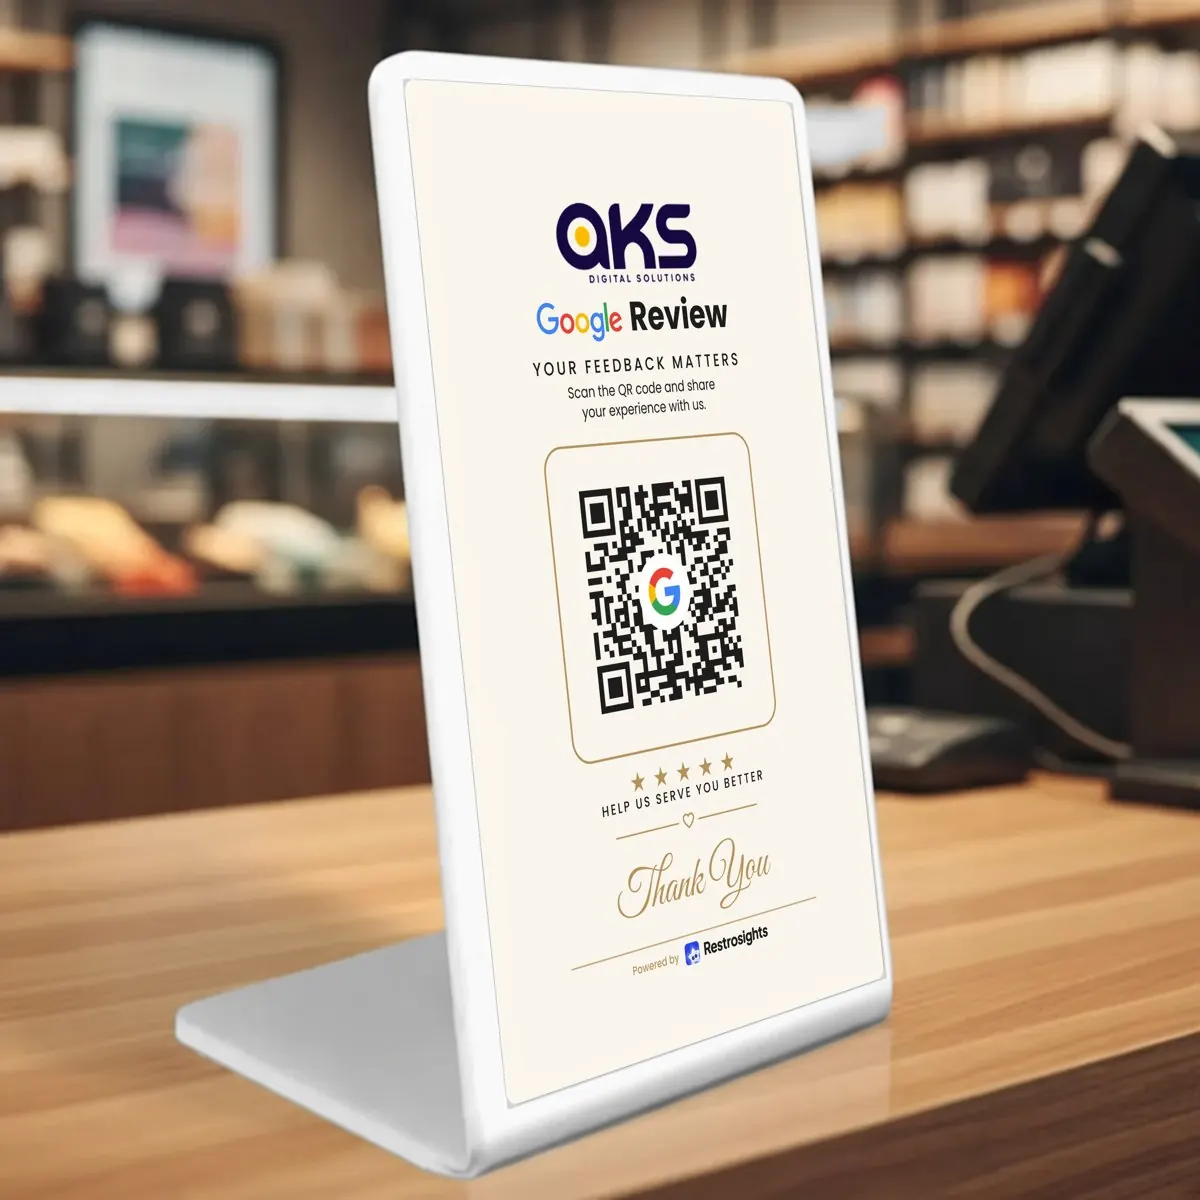 aKS
DIGITAL SOLUTIONS
Google Review
YOUR FEEDBACK MATTERS
Scan the QR code and share
your experience with us.
G
HELP US SERVE YOU BETTER
Thank You
Powered by Restrosights